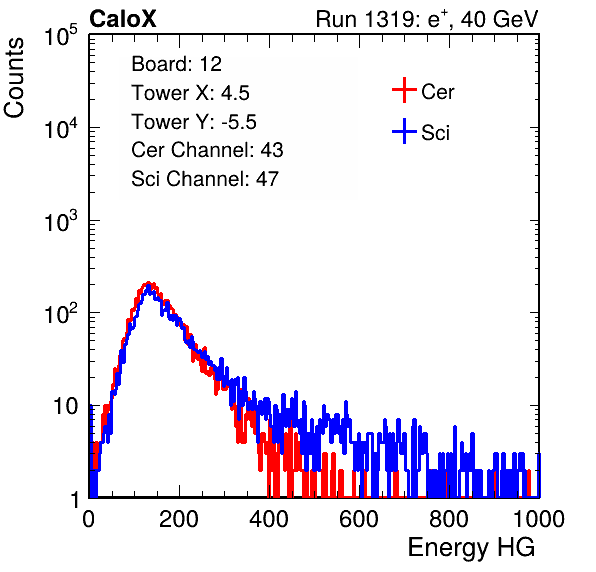 CaloX Run 1319: e+, 40 GeV
Counts
10^5
10^4
10^3
10^2
10
1
Board: 12
Tower X: 4.5
Tower Y: -5.5
Cer Channel: 43
Sci Channel: 47
Cer
Sci
0 200 400 600 800 1000
Energy HG